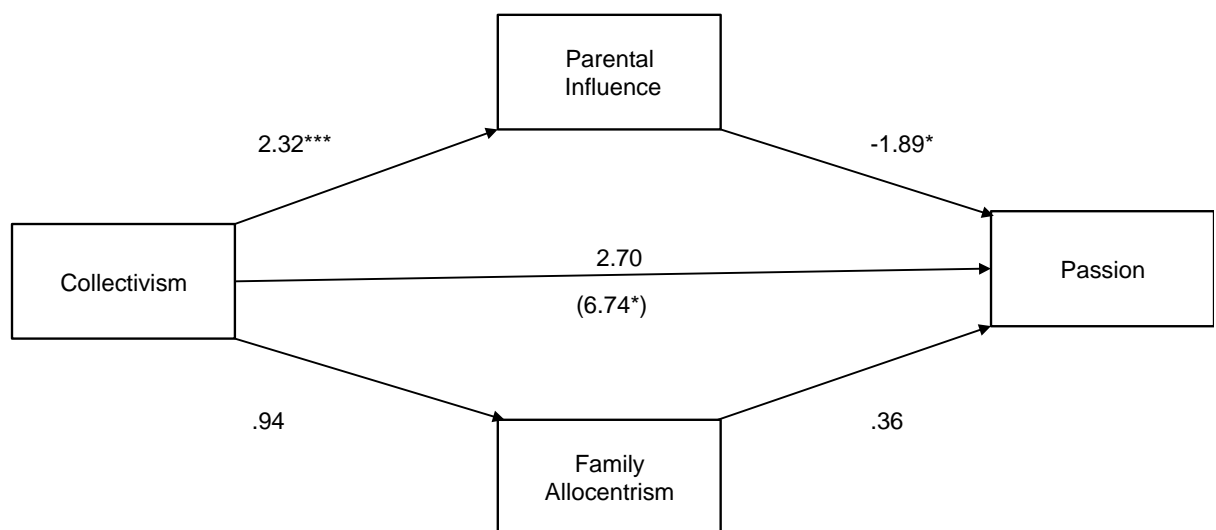 Parental
Influence
2.32***
-1.89*
Collectivism
2.70
(6.74*)
Passion
.94
.36
Family
Allocentrism